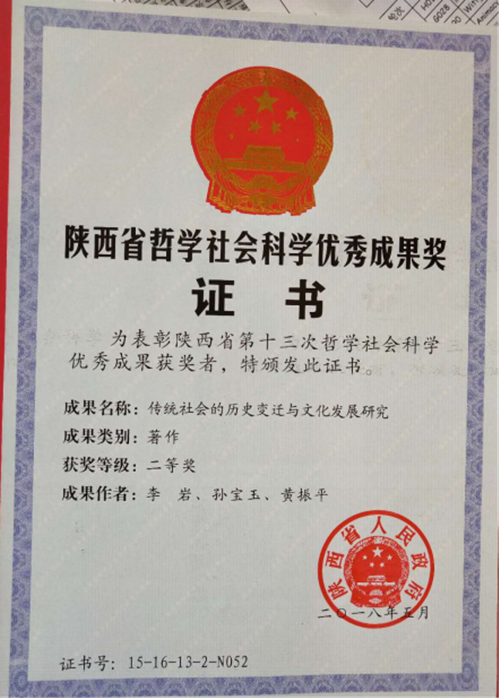 陕西省哲学社会科学优秀成果奖
证 书
为表彰陕西省第十三次哲学社会科学
优秀成果获奖者，特颁发此证书。
成果名称：传统社会的历史变迁与文化发展研究
成果类别：著作
获奖等级：二等奖
成果作者：李 岩、孙宝玉、黄振平
陕西省人民政府
二〇一八年五月
证书号：15-16-13-2-N052